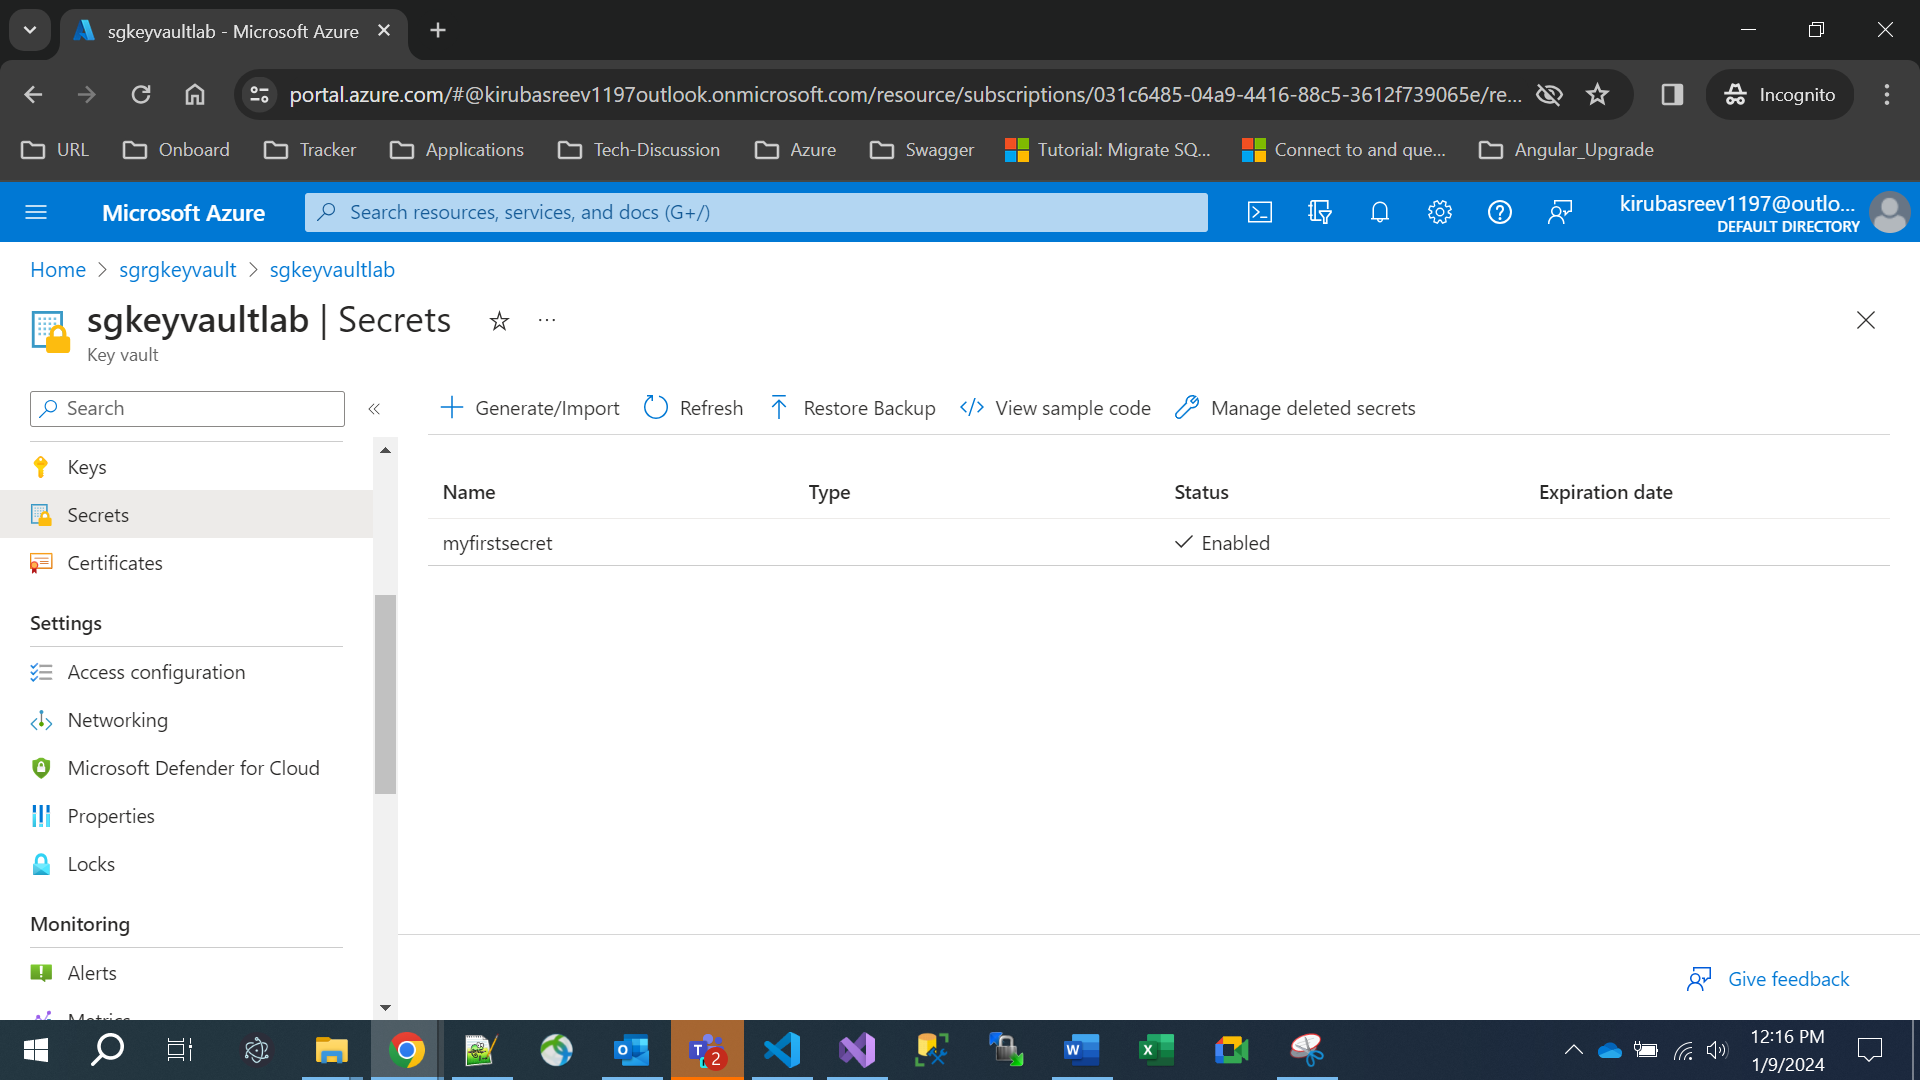 sgkeyvaultlab - Microsoft Azure
portal.azure.com/#@kirubasreev1197outlook.onmicrosoft.com/resource/subscriptions/031c6485-04a9-4416-88c5-3612f739065e/re...
Incognito
URL
Onboard
Tracker
Applications
Tech-Discussion
Azure
Swagger
Tutorial: Migrate SQ...
Connect to and que...
Angular_Upgrade
Microsoft Azure
Search resources, services, and docs (G+/)
kirubasreev1197@outlo...
DEFAULT DIRECTORY
Home > sgrgkeyvault > sgkeyvaultlab
sgkeyvaultlab | Secrets
Key vault
Search
Generate/Import
Refresh
Restore Backup
View sample code
Manage deleted secrets
Keys
Secrets
Certificates
Settings
Access configuration
Networking
Microsoft Defender for Cloud
Properties
Locks
Monitoring
Alerts
Metrics
Name Type Status Expiration date
myfirstsecret Enabled
Give feedback
2
12:16 PM
1/9/2024